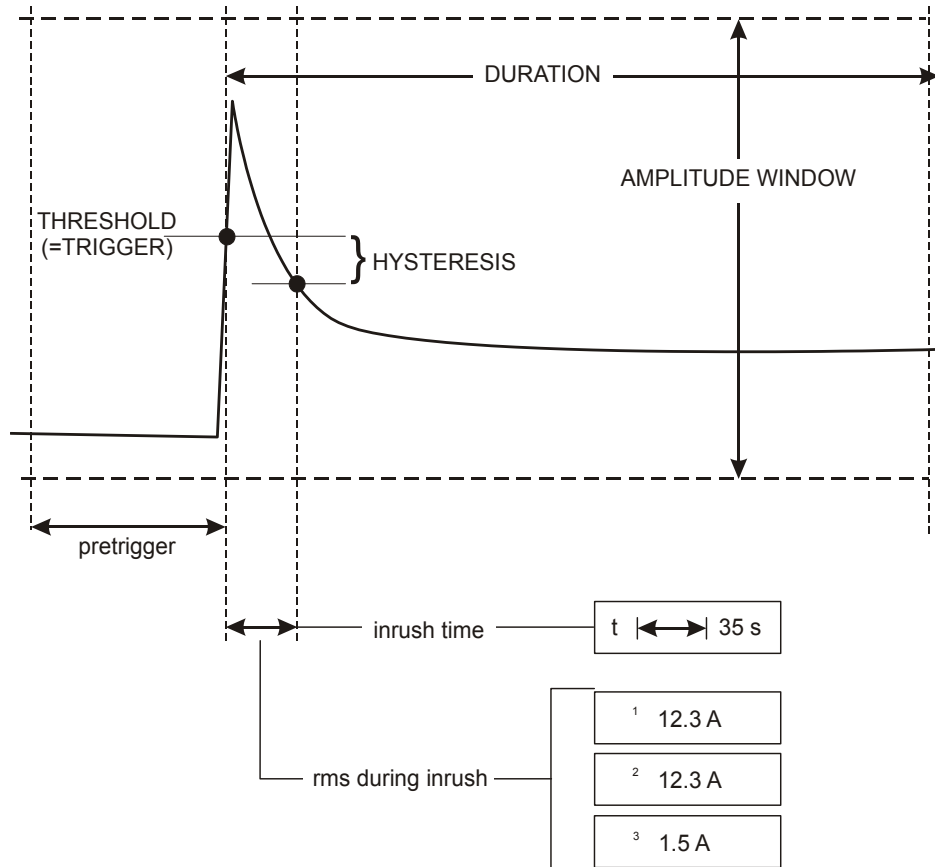 DURATION
AMPLITUDE WINDOW
THRESHOLD
(=TRIGGER)
HYSTERESIS
pretrigger
inrush time
t 35 s
rms during inrush
1 12.3 A
2 12.3 A
3 1.5 A